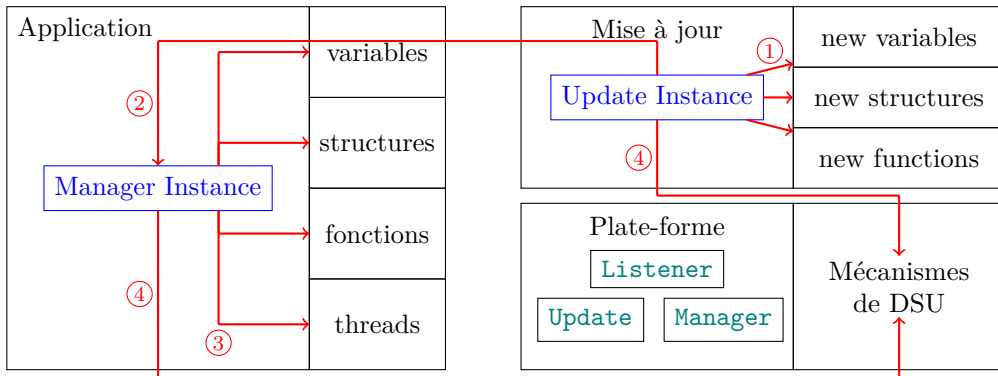 Application
variables
structures
fonctions
threads
Manager Instance
2
4
3
Mise à jour
Update Instance
1
4
new variables
new structures
new functions
Plate-forme
Listener
Update
Manager
Mécanismes
de DSU